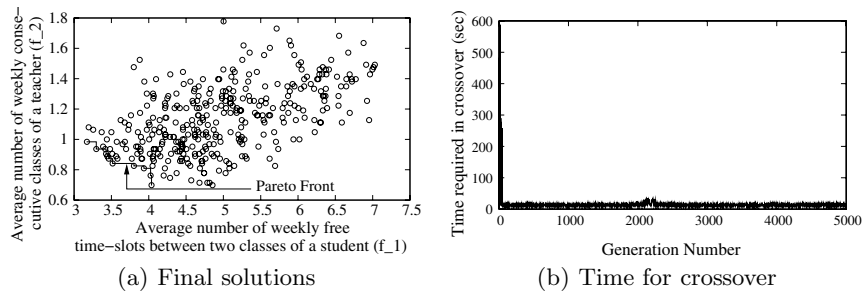 Average number of weekly conse−
cutive classes of a teacher (f_2)
1.8
1.6
1.4
1.2
1
0.8
0.6
3 3.5 4 4.5 5 5.5 6 6.5 7 7.5
Pareto Front
Average number of weekly free
time−slots between two classes of a student (f_1)
(a) Final solutions
Time required in crossover (sec)
600
500
400
300
200
100
0
0 1000 2000 3000 4000 5000
Generation Number
(b) Time for crossover